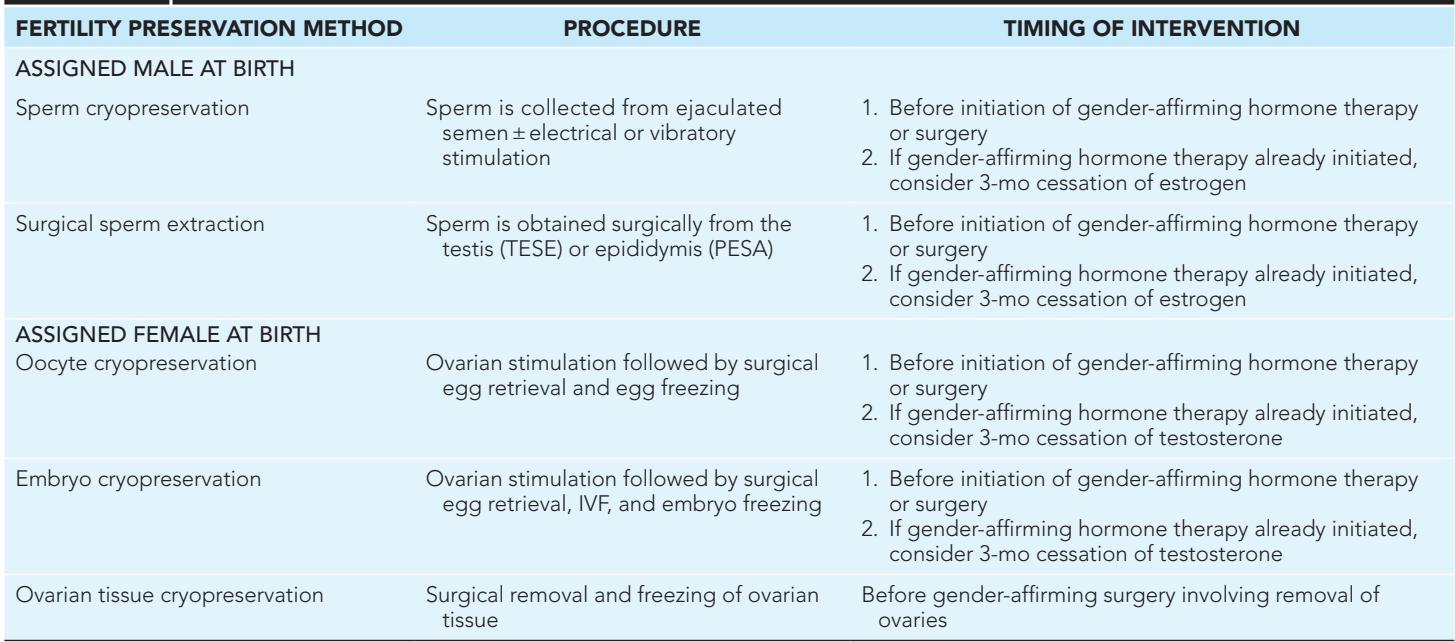 FERTILITY PRESERVATION METHOD PROCEDURE TIMING OF INTERVENTION
ASSIGNED MALE AT BIRTH
Sperm cryopreservation
Sperm is collected from ejaculated
semen ± electrical or vibratory
stimulation
1. Before initiation of gender-affirming hormone therapy
or surgery
2. If gender-affirming hormone therapy already initiated,
consider 3-mo cessation of estrogen
Surgical sperm extraction
Sperm is obtained surgically from the
testis (TESE) or epididymis (PESA)
1. Before initiation of gender-affirming hormone therapy
or surgery
2. If gender-affirming hormone therapy already initiated,
consider 3-mo cessation of estrogen
ASSIGNED FEMALE AT BIRTH
Oocyte cryopreservation
Ovarian stimulation followed by surgical
egg retrieval and egg freezing
1. Before initiation of gender-affirming hormone therapy
or surgery
2. If gender-affirming hormone therapy already initiated,
consider 3-mo cessation of testosterone
Embryo cryopreservation
Ovarian stimulation followed by surgical
egg retrieval, IVF, and embryo freezing
1. Before initiation of gender-affirming hormone therapy
or surgery
2. If gender-affirming hormone therapy already initiated,
consider 3-mo cessation of testosterone
Ovarian tissue cryopreservation
Surgical removal and freezing of ovarian
tissue
Before gender-affirming surgery involving removal of
ovaries